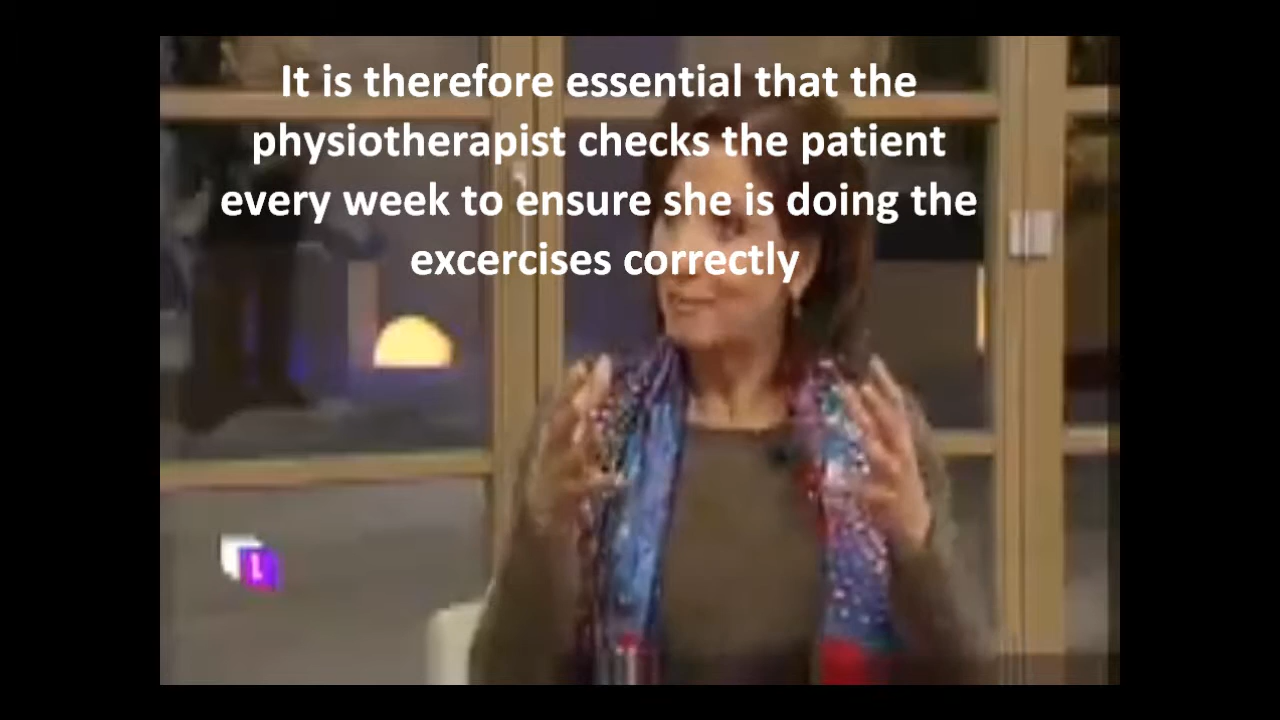 It is therefore essential that the
physiotherapist checks the patient
every week to ensure she is doing the
excercises correctly
1